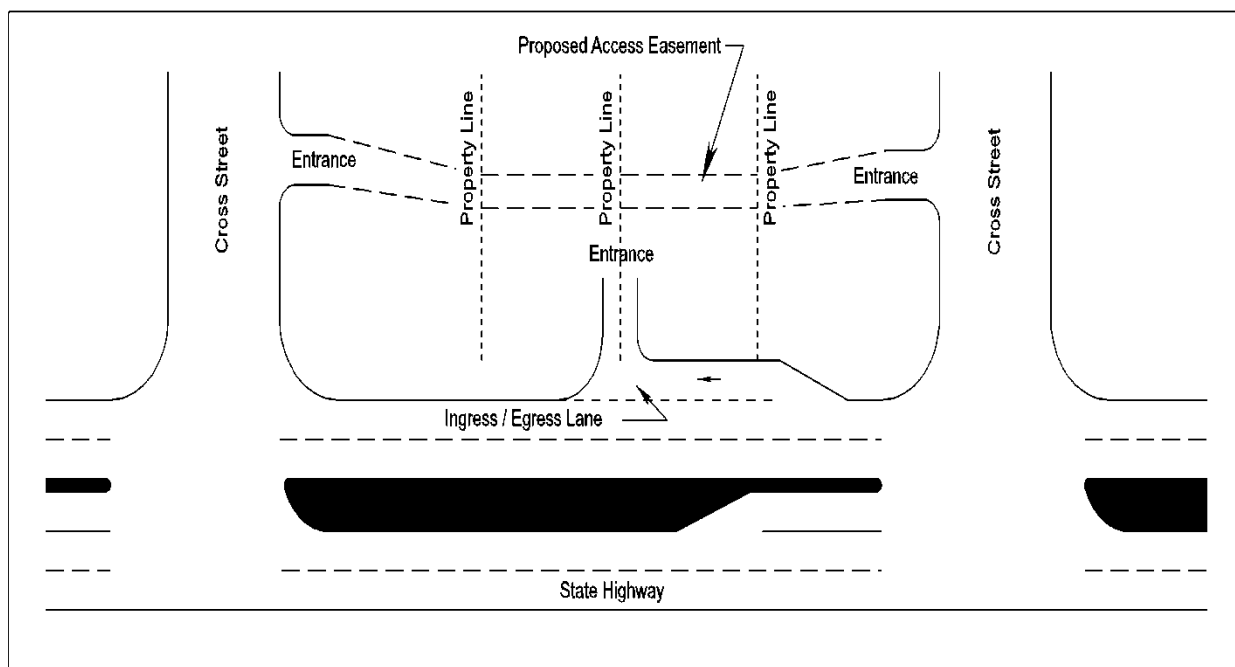 Proposed Access Easement
Cross Street
Entrance
Property Line
Property Line
Property Line
Entrance
Cross Street
Entrance
Ingress / Egress Lane
State Highway